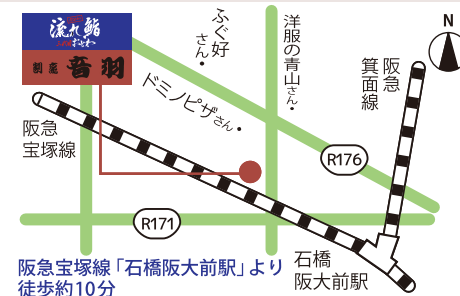 流れ鮨
おとわ
割烹 音羽
ふぐ好
さん・
洋服の青山さん・
N
阪急
箕面線
ドミノピザさん・
阪急
宝塚線
R176
R171
石橋
阪大前駅
阪急宝塚線「石橋阪大前駅」より
徒歩約10分